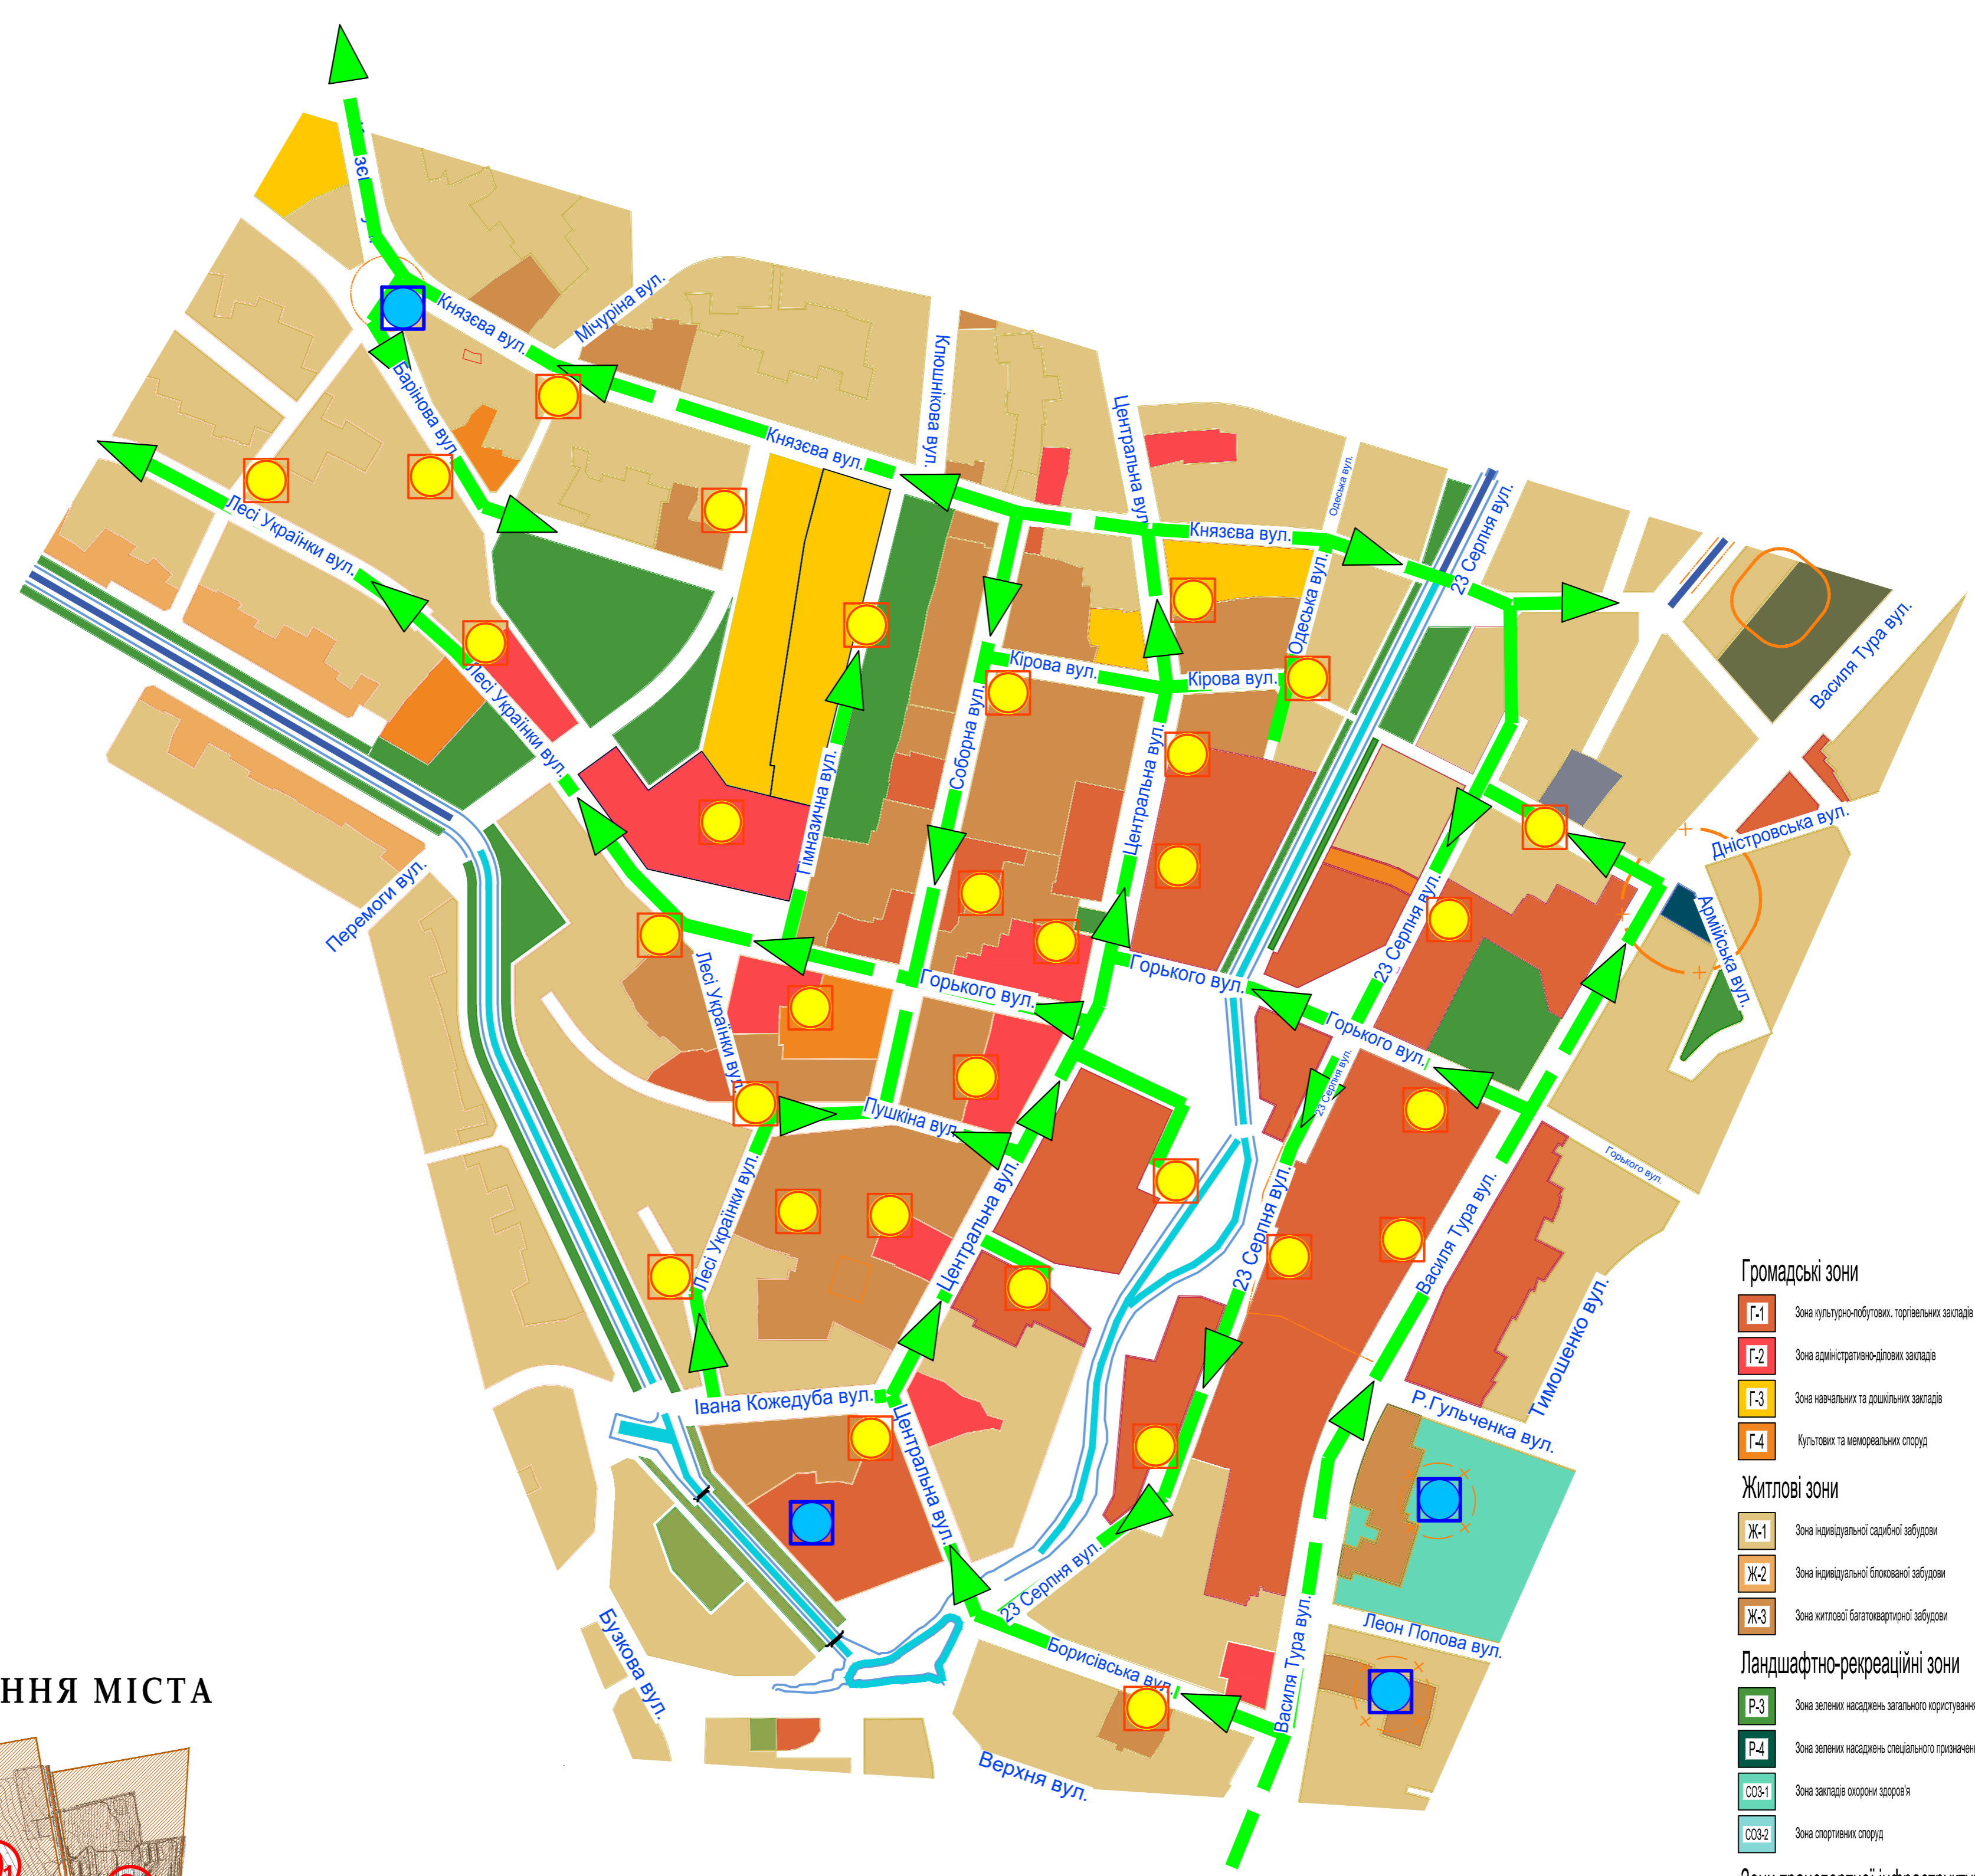 Князєва вул.
Мічуріна вул.
Барінова вул.
Князєва вул.
Клюшнікова вул.
Центральна вул.
Одеська вул.
Князєва вул.
23 Серпня вул.
Лесі Українки вул.
Одеська вул.
Василя Тура вул.
Кірова вул.
Кірова вул.
Лесі Українки вул.
Соборна вул.
Центральна вул.
Гімназична вул.
Дністровська вул.
Перемоги вул.
23 Серпня вул.
Армійська вул.
Лесі Українки вул.
Горького вул.
Горького вул.
Горького вул.
23 Серпня вул.
Пушкіна вул.
Горького вул.
Лесі Українки вул.
Центральна вул.
23 Серпня вул.
Василя Тура вул.
Тимошенко вул.
Івана Кожедуба вул.
Центральна вул.
Р.Гульченка вул.
23 Серпня вул.
Бузкова вул.
Борисівська вул.
Василя Тура вул.
Леон Попова вул.
Верхня вул.
ННЯ МІСТА
Громадські зони
Г-1 Зона культурно-побутових, торгівельних закладів
Г-2 Зона адміністративно-ділових закладів
Г-3 Зона навчальних та дошкільних закладів
Г-4 Культових та мемореальних споруд
Житлові зони
Ж-1 Зона індивідуальної садибної забудови
Ж-2 Зона індивідуальної блокованої забудови
Ж-3 Зона житлової багатоквартирної забудови
Ландшафтно-рекреаційні зони
Р-3 Зона зелених насаджень загального користування
Р-4 Зона зелених насаджень спеціального призначен
СОЗ-1 Зона закладів охорони здоров'я
СОЗ-2 Зона спортивних споруд